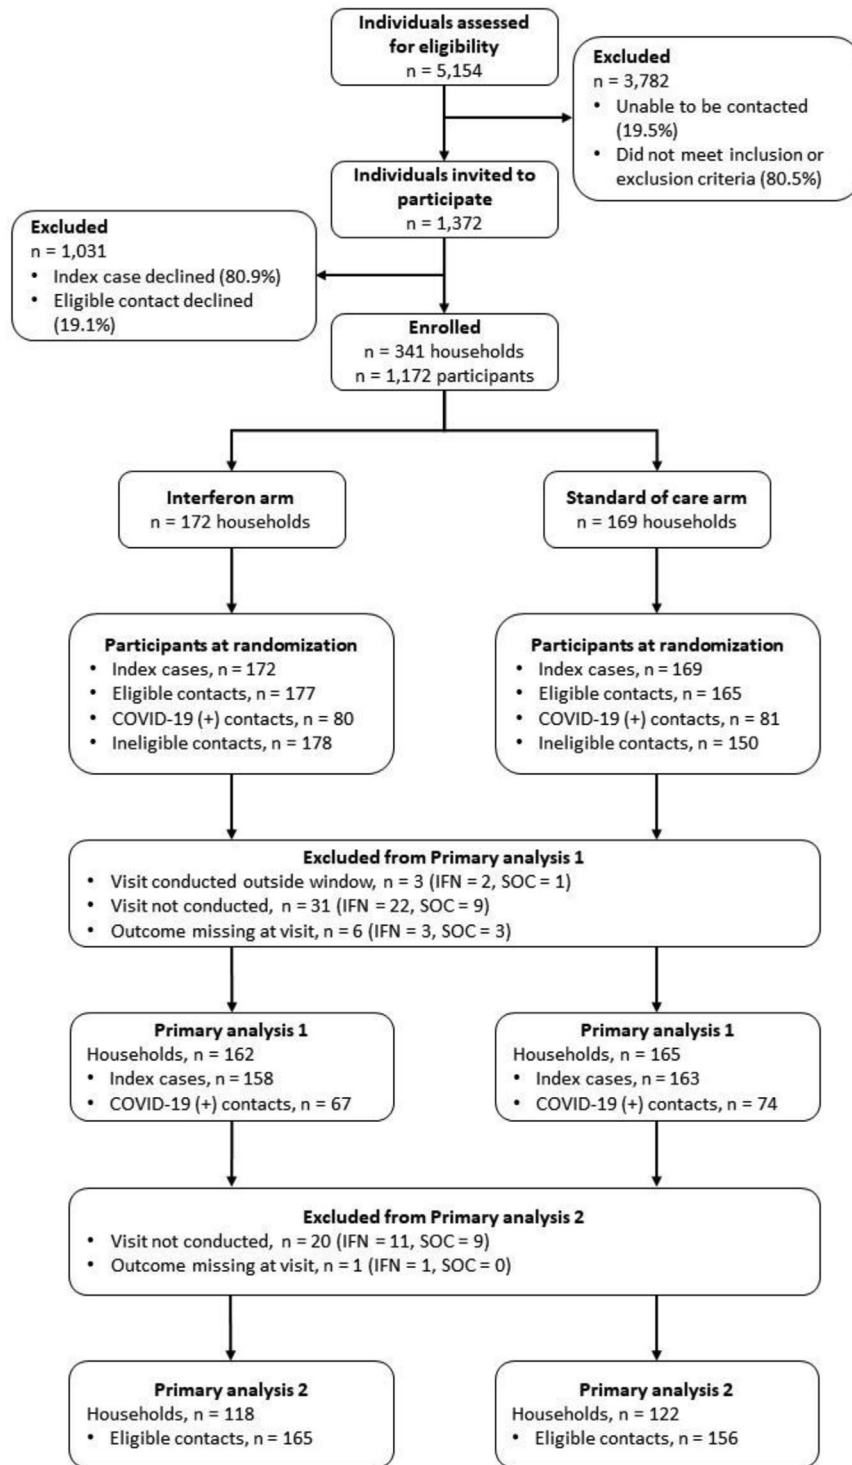 Individuals assessed
for eligibility
n = 5,154
Excluded
n = 3,782
• Unable to be contacted
(19.5%)
• Did not meet inclusion or
exclusion criteria (80.5%)
Individuals invited to
participate
n = 1,372
Excluded
n = 1,031
• Index case declined (80.9%)
• Eligible contact declined
(19.1%)
Enrolled
n = 341 households
n = 1,172 participants
Interferon arm
n = 172 households
Standard of care arm
n = 169 households
Participants at randomization
• Index cases, n = 172
• Eligible contacts, n = 177
• COVID-19 (+) contacts, n = 80
• Ineligible contacts, n = 178
Participants at randomization
• Index cases, n = 169
• Eligible contacts, n = 165
• COVID-19 (+) contacts, n = 81
• Ineligible contacts, n = 150
Excluded from Primary analysis 1
• Visit conducted outside window, n = 3 (IFN = 2, SOC = 1)
• Visit not conducted, n = 31 (IFN = 22, SOC = 9)
• Outcome missing at visit, n = 6 (IFN = 3, SOC = 3)
Primary analysis 1
Households, n = 162
• Index cases, n = 158
• COVID-19 (+) contacts, n = 67
Primary analysis 1
Households, n = 165
• Index cases, n = 163
• COVID-19 (+) contacts, n = 74
Excluded from Primary analysis 2
• Visit not conducted, n = 20 (IFN = 11, SOC = 9)
• Outcome missing at visit, n = 1 (IFN = 1, SOC = 0)
Primary analysis 2
Households, n = 118
• Eligible contacts, n = 165
Primary analysis 2
Households, n = 122
• Eligible contacts, n = 156